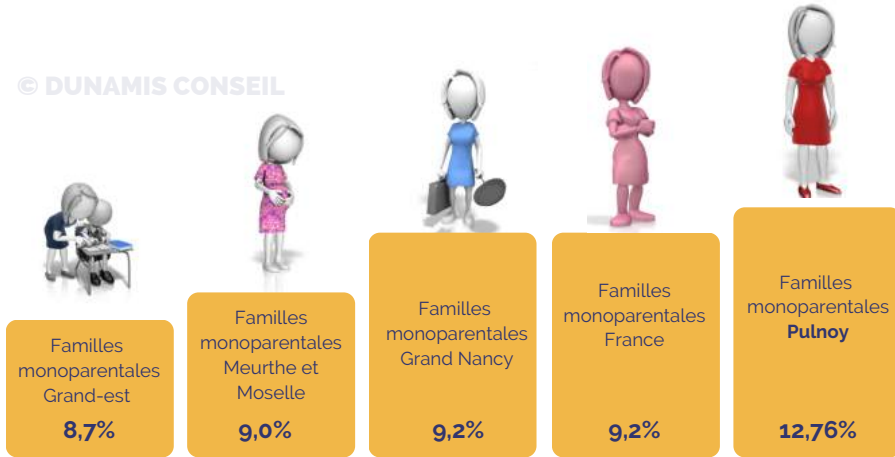 © DUNAMIS CONSEIL
Familles
monoparentales
Grand-est
8,7%
Familles
monoparentales
Meurthe et
Moselle
9,0%
Familles
monoparentales
Grand Nancy
9,2%
Familles
monoparentales
France
9,2%
Familles
monoparentales
Pulnoy
12,76%